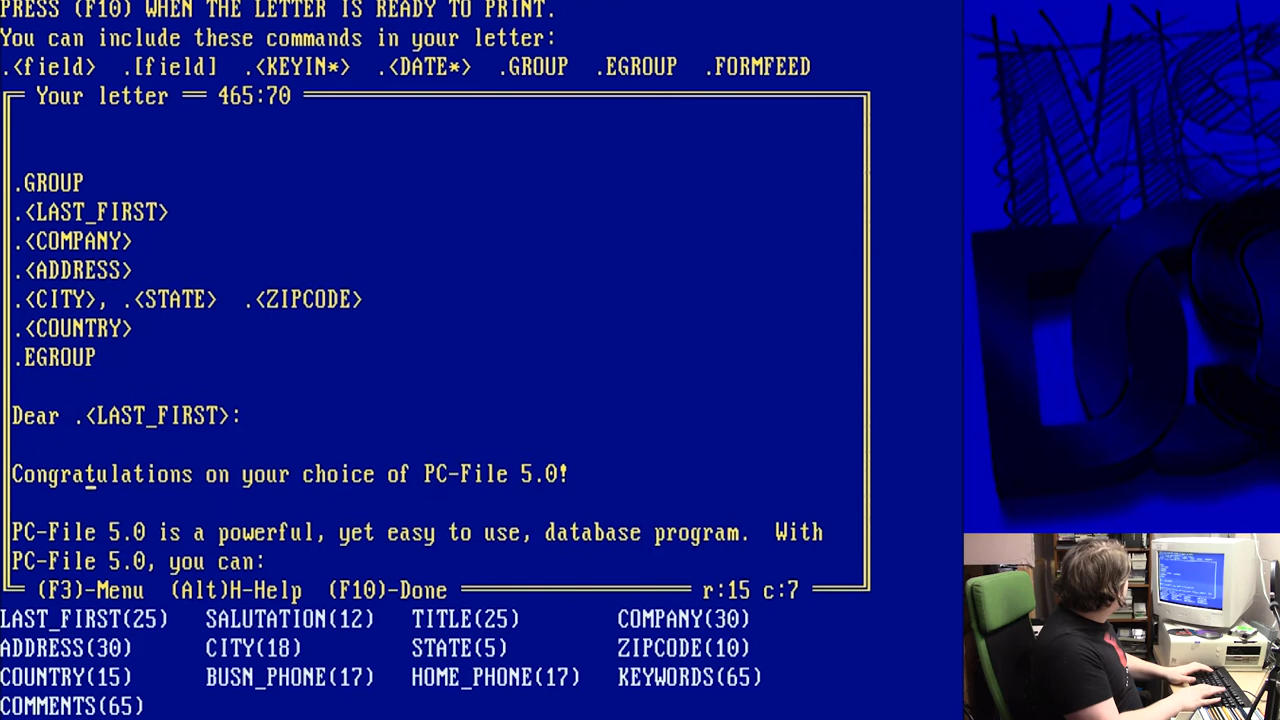 PRESS (F10) WHEN THE LETTER IS READY TO PRINT.
You can include these commands in your letter:
.<field> .[field] .<KEYIN*> .<DATE*> .GROUP .EGROUP .FORMFEED
Your letter 465:70
.GROUP
.<LAST_FIRST>
.<COMPANY>
.<ADDRESS>
.<CITY>, .<STATE> .<ZIPCODE>
.<COUNTRY>
.EGROUP
Dear .<LAST_FIRST>:
Congratulations on your choice of PC-File 5.0!
PC-File 5.0 is a powerful, yet easy to use, database program. With
PC-File 5.0, you can:
(F3)-Menu (Alt)H-Help (F10)-Done r:15 c:7
LAST_FIRST(25) SALUTATION(12) TITLE(25) COMPANY(30)
ADDRESS(30) CITY(18) STATE(5) ZIPCODE(10)
COUNTRY(15) BUSN_PHONE(17) HOME_PHONE(17) KEYWORDS(65)
COMMENTS(65)
MS
DOS